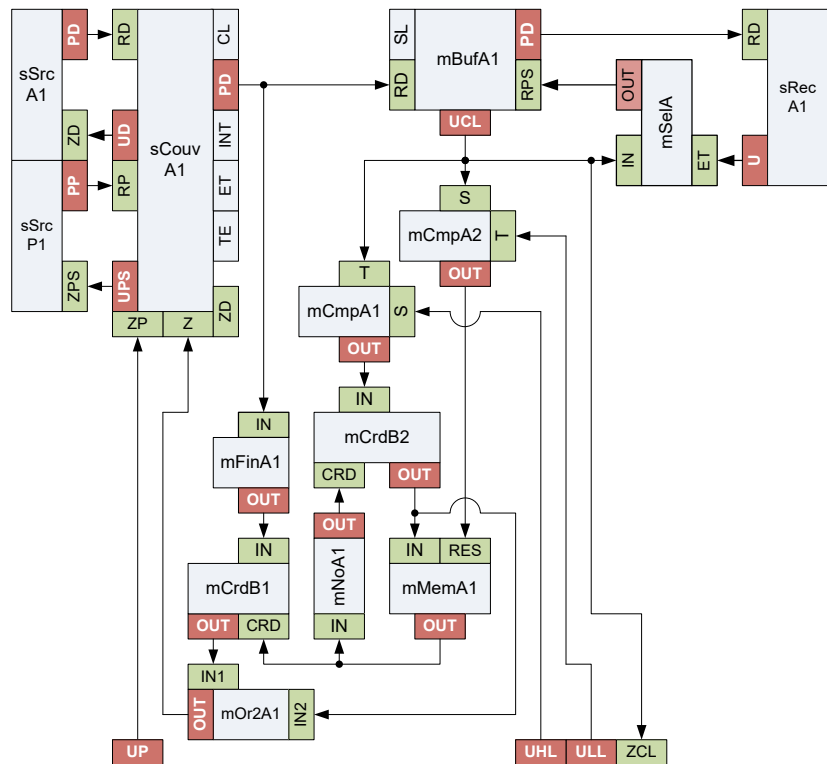 sSrc
A1
PD
ZD
RD
UD
RP
UPS
sCouv
A1
CL
PD
INT
ET
TE
ZD
ZP
Z
sSrc
P1
PP
ZPS
SL
RD
mBufA1
PD
RPS
UCL
OUT
IN
mSelA
ET
RD
U
sRec
A1
S
mCmpA2
T
OUT
T
mCmpA1
S
OUT
IN
mCrdB2
CRD
OUT
IN
mFinA1
OUT
IN
mCrdB1
OUT
CRD
OUT
mNoA1
IN
IN
RES
mMemA1
OUT
IN1
OUT
mOr2A1
IN2
UP
UHL
ULL
ZCL